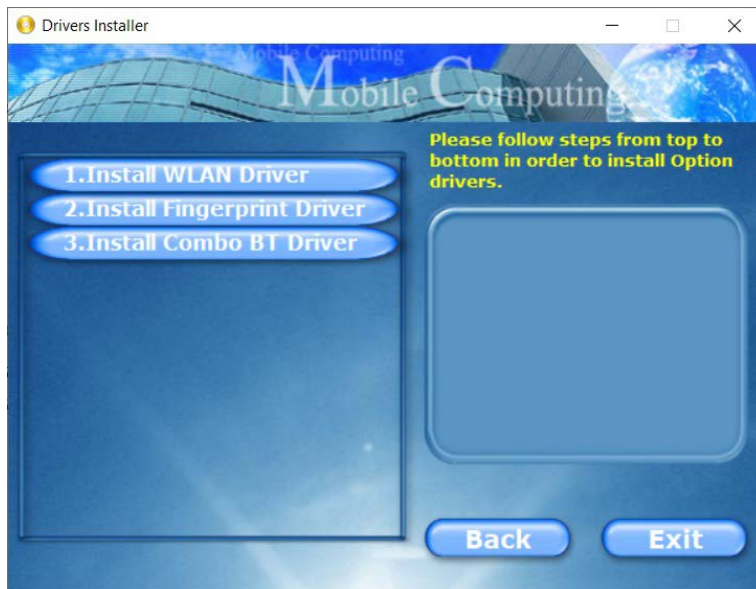 Drivers Installer
Mobile Computing
Mobile Computing
Please follow steps from top to
bottom in order to install Option
drivers.
1.Install WLAN Driver
2.Install Fingerprint Driver
3.Install Combo BT Driver
Back
Exit